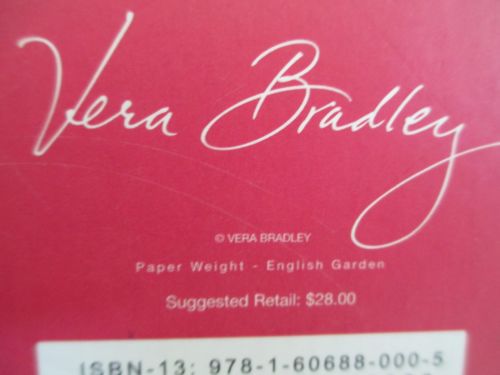 Vera Bradley
© VERA BRADLEY
Paper Weight - English Garden
Suggested Retail: $28.00
ISBN-13: 978-1-60688-000-5